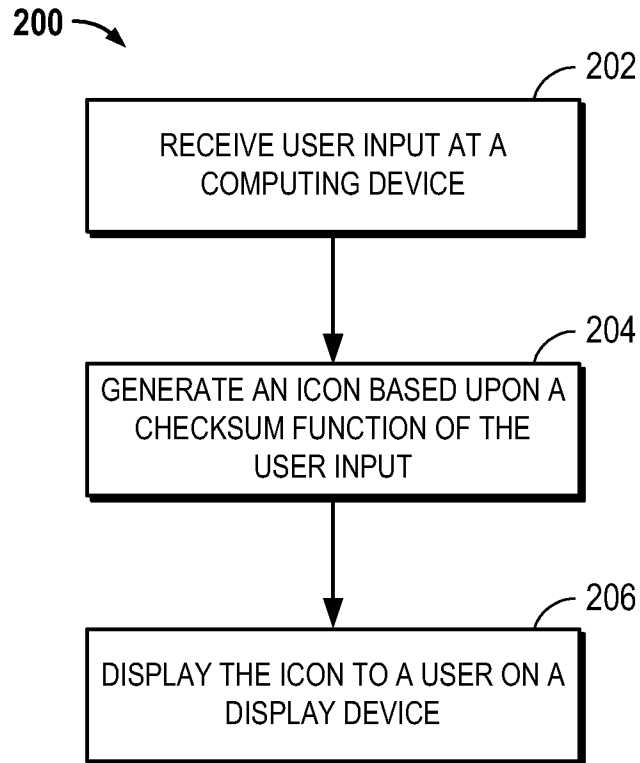 200
202
RECEIVE USER INPUT AT A
COMPUTING DEVICE
204
GENERATE AN ICON BASED UPON A
CHECKSUM FUNCTION OF THE
USER INPUT
206
DISPLAY THE ICON TO A USER ON A
DISPLAY DEVICE